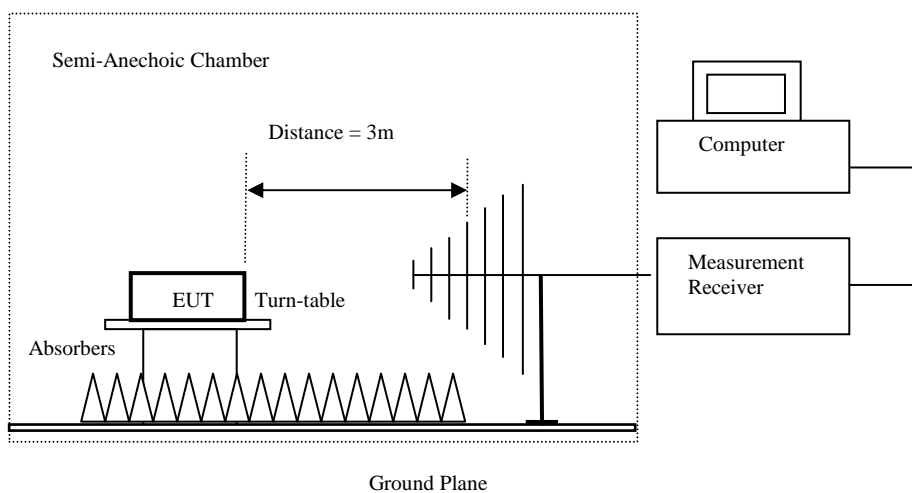 Semi-Anechoic Chamber
Distance = 3m
Computer
Measurement
Receiver
EUT
Turn-table
Absorbers
Ground Plane